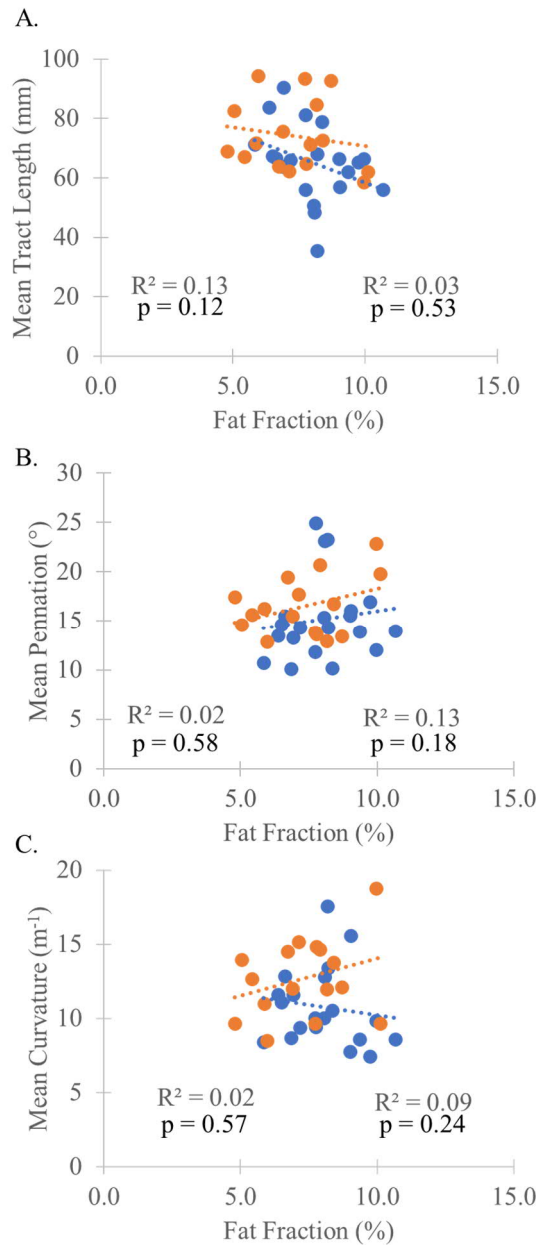 A.
100
80
60
40
20
0
Mean Tract Length (mm)
R² = 0.13
p = 0.12
R² = 0.03
p = 0.53
0.0 5.0 10.0 15.0
Fat Fraction (%)
B.
30
25
20
15
10
5
0
Mean Pennation (°)
R² = 0.02
p = 0.58
R² = 0.13
p = 0.18
0.0 5.0 10.0 15.0
Fat Fraction (%)
C.
20
15
10
5
0
Mean Curvature (m⁻¹)
R² = 0.02
p = 0.57
R² = 0.09
p = 0.24
0.0 5.0 10.0 15.0
Fat Fraction (%)